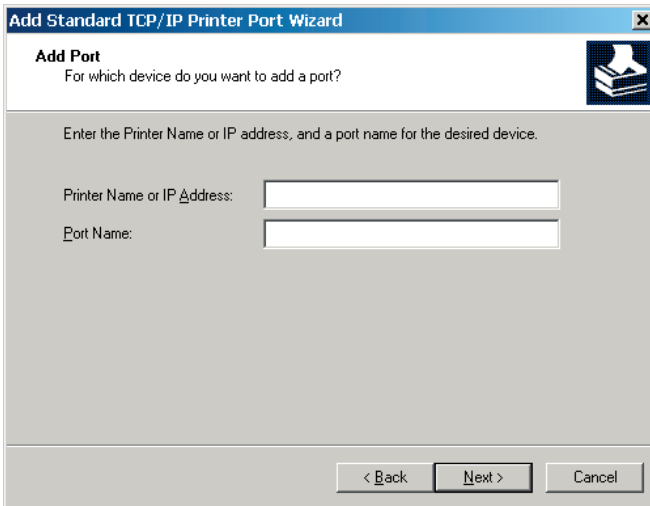 Add Standard TCP/IP Printer Port Wizard
Add Port
For which device do you want to add a port?
Enter the Printer Name or IP address, and a port name for the desired device.
Printer Name or IP Address:
Port Name:
< Back Next > Cancel